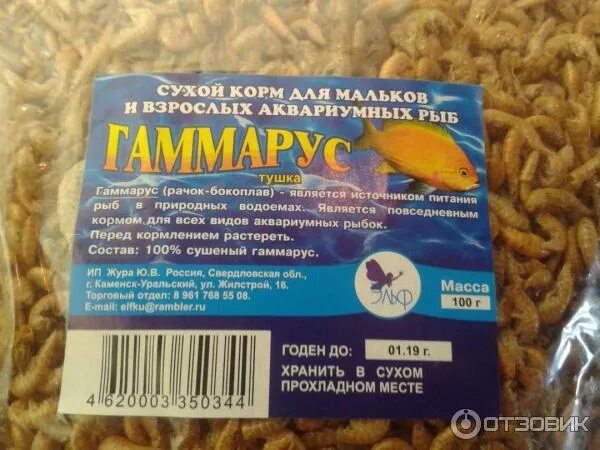 СУХОЙ КОРМ ДЛЯ МАЛЬКОВ
И ВЗРОСЛЫХ АКВАРИУМНЫХ РЫБ
ГАММАРУС
тушка
Гаммарус (рачок-бокоплав) - является источником питания
рыб в природных водоемах. Является повседневным
кормом для всех видов аквариумных рыбок.
Перед кормлением растереть.
Состав: 100% сушеный гаммарус.
ИП Жура Ю.В. Россия, Свердловская обл.,
г. Каменск-Уральский, ул. Жилстрой, 16.
Торговый отдел: 8 961 768 55 08.
E-mail: elfku@rambler.ru
ЭЛЬФ
Масса
100 г
4 620003 350344
ГОДЕН ДО: 01.19 г.
ХРАНИТЬ В СУХОМ
ПРОХЛАДНОМ МЕСТЕ
ОТЗОВИК